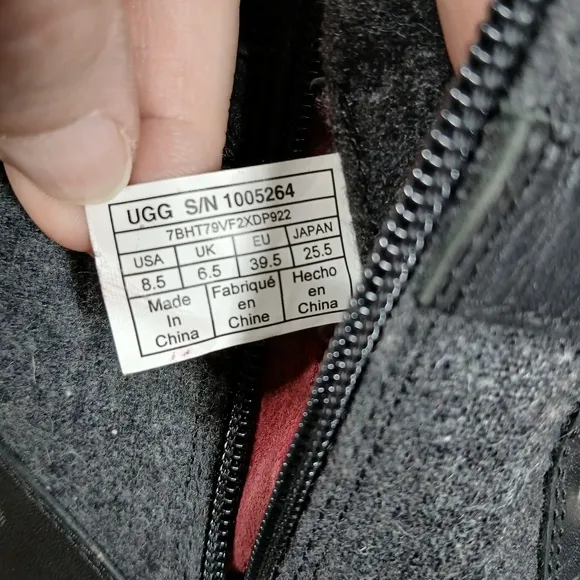 UGG S/N 1005264
7BHT79VF2XDP922
USA UK EU JAPAN
8.5 6.5 39.5 25.5
Made Fabriqué Hecho
In en en
China Chine China